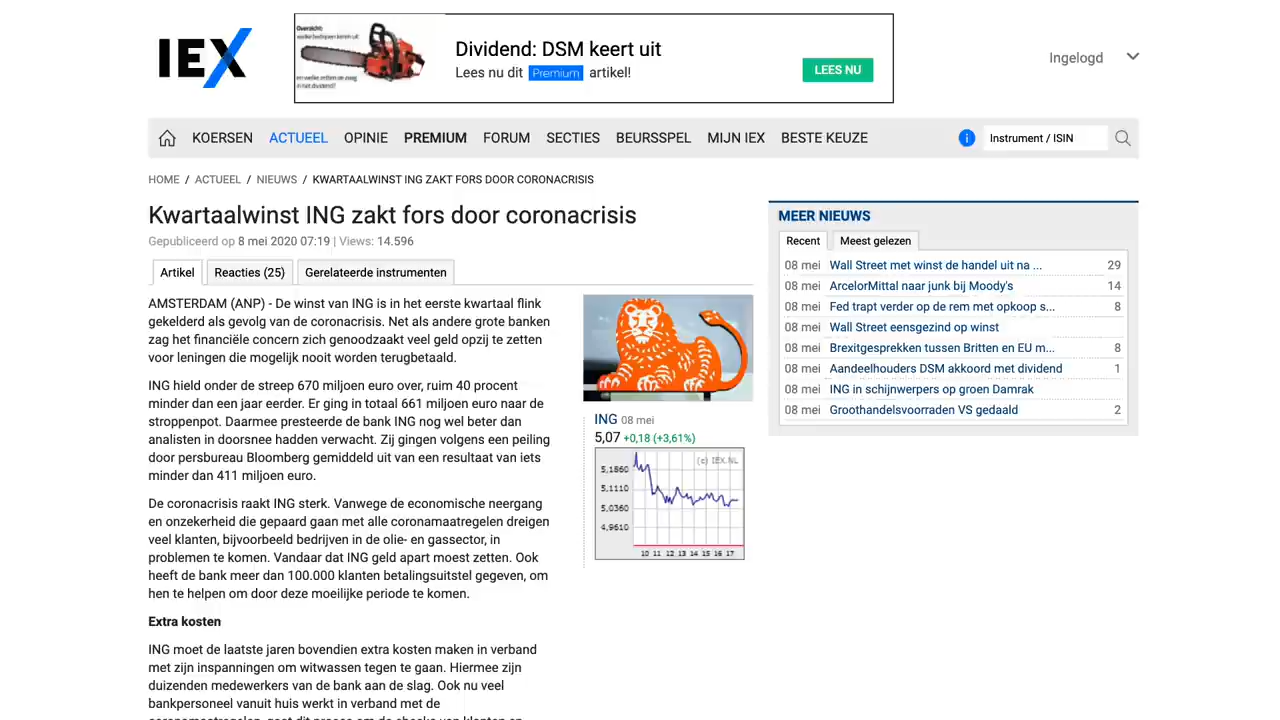 IEX
Overzicht:
Dividend: DSM keert uit
Lees nu dit Premium artikel!
LEES NU
Ingelogd
KOERSEN ACTUEEL OPINIE PREMIUM FORUM SECTIES BEURSSPEL MIJN IEX BESTE KEUZE
i Instrument / ISIN
HOME / ACTUEEL / NIEUWS / KWARTAALWINST ING ZAKT FORS DOOR CORONACRISIS
Kwartaalwinst ING zakt fors door coronacrisis
Gepubliceerd op 8 mei 2020 07:19 | Views: 14.596
Artikel Reacties (25) Gerelateerde instrumenten
AMSTERDAM (ANP) - De winst van ING is in het eerste kwartaal flink
gekelderd als gevolg van de coronacrisis. Net als andere grote banken
zag het financiële concern zich genoodzaakt veel geld opzij te zetten
voor leningen die mogelijk nooit worden terugbetaald.
ING hield onder de streep 670 miljoen euro over, ruim 40 procent
minder dan een jaar eerder. Er ging in totaal 661 miljoen euro naar de
stroppenpot. Daarmee presteerde de bank ING nog wel beter dan
analisten in doorsnee hadden verwacht. Zij gingen volgens een peiling
door persbureau Bloomberg gemiddeld uit van een resultaat van iets
minder dan 411 miljoen euro.
De coronacrisis raakt ING sterk. Vanwege de economische neergang
en onzekerheid die gepaard gaan met alle coronamaatregelen dreigen
veel klanten, bijvoorbeeld bedrijven in de olie- en gassector, in
problemen te komen. Vandaar dat ING geld apart moest zetten. Ook
heeft de bank meer dan 100.000 klanten betalingsuitstel gegeven, om
hen te helpen om door deze moeilijke periode te komen.
Extra kosten
ING moet de laatste jaren bovendien extra kosten maken in verband
met zijn inspanningen om witwassen tegen te gaan. Hiermee zijn
duizenden medewerkers van de bank aan de slag. Ook nu veel
bankpersoneel vanuit huis werkt in verband met de
ING 08 mei
5,07 +0,18 (+3,61%)
(c) IEX.NL
5,1860
5,1110
5,0360
4,9610
10 11 12 13 14 15 16 17
MEER NIEUWS
Recent Meest gelezen
08 mei Wall Street met winst de handel uit na ... 29
08 mei ArcelorMittal naar junk bij Moody's 14
08 mei Fed trapt verder op de rem met opkoop s... 8
08 mei Wall Street eensgezind op winst
08 mei Brexitgesprekken tussen Britten en EU m... 8
08 mei Aandeelhouders DSM akkoord met dividend 1
08 mei ING in schijnwerpers op groen Damrak
08 mei Groothandelsvoorraden VS gedaald 2